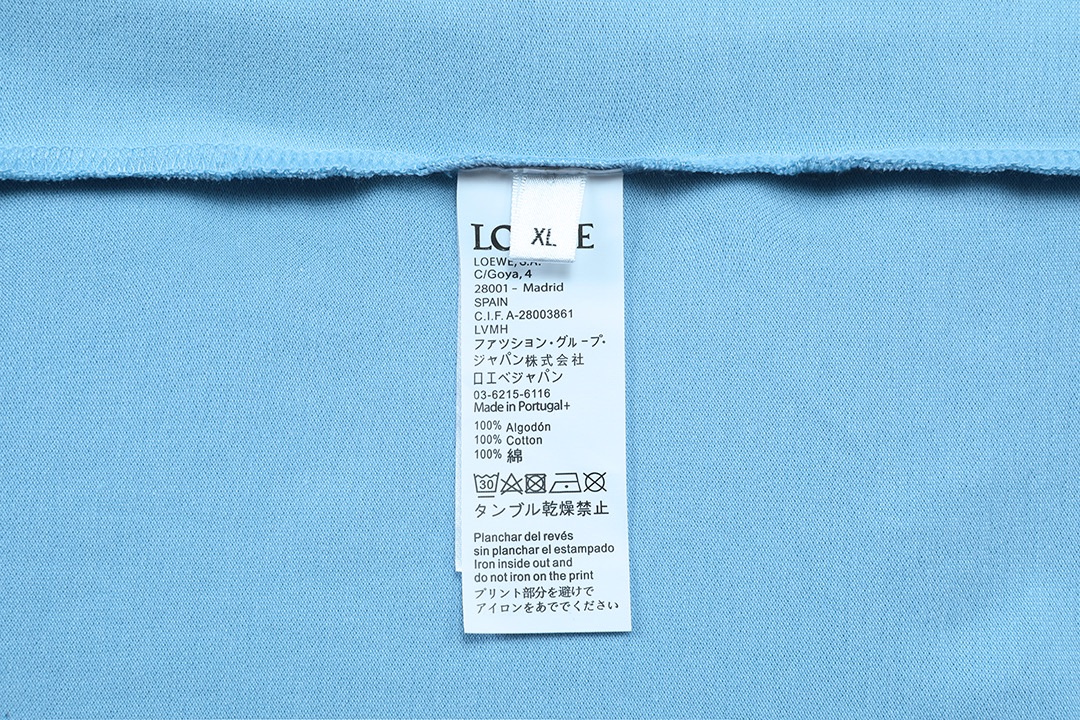 XL
LOEWE
LOEWE, S.A.
C/Goya, 4
28001 - Madrid
SPAIN
C.I.F. A-28003861
LVMH
ファツション・グループ・
ジャパン株式会社
ロエベジャパン
03-6215-6116
Made in Portugal+
100% Algodón
100% Cotton
100% 綿
30
タンブル乾燥禁止
Planchar del revés
sin planchar el estampado
Iron inside out and
do not iron on the print
プリント部分を避けで
アイロンをあででください